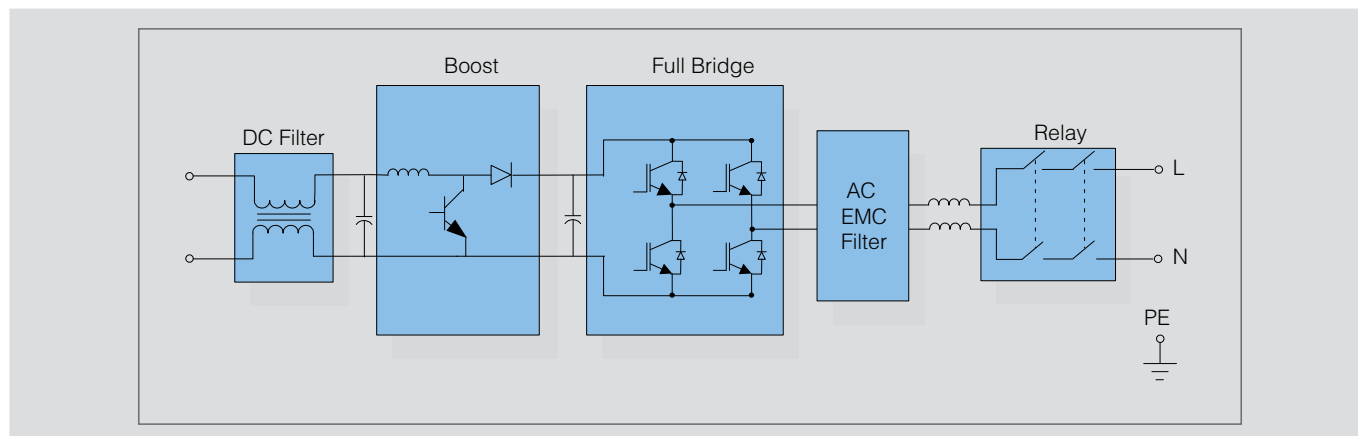 Boost
Full Bridge
DC Filter
Relay
AC
EMC
Filter
L
N
PE